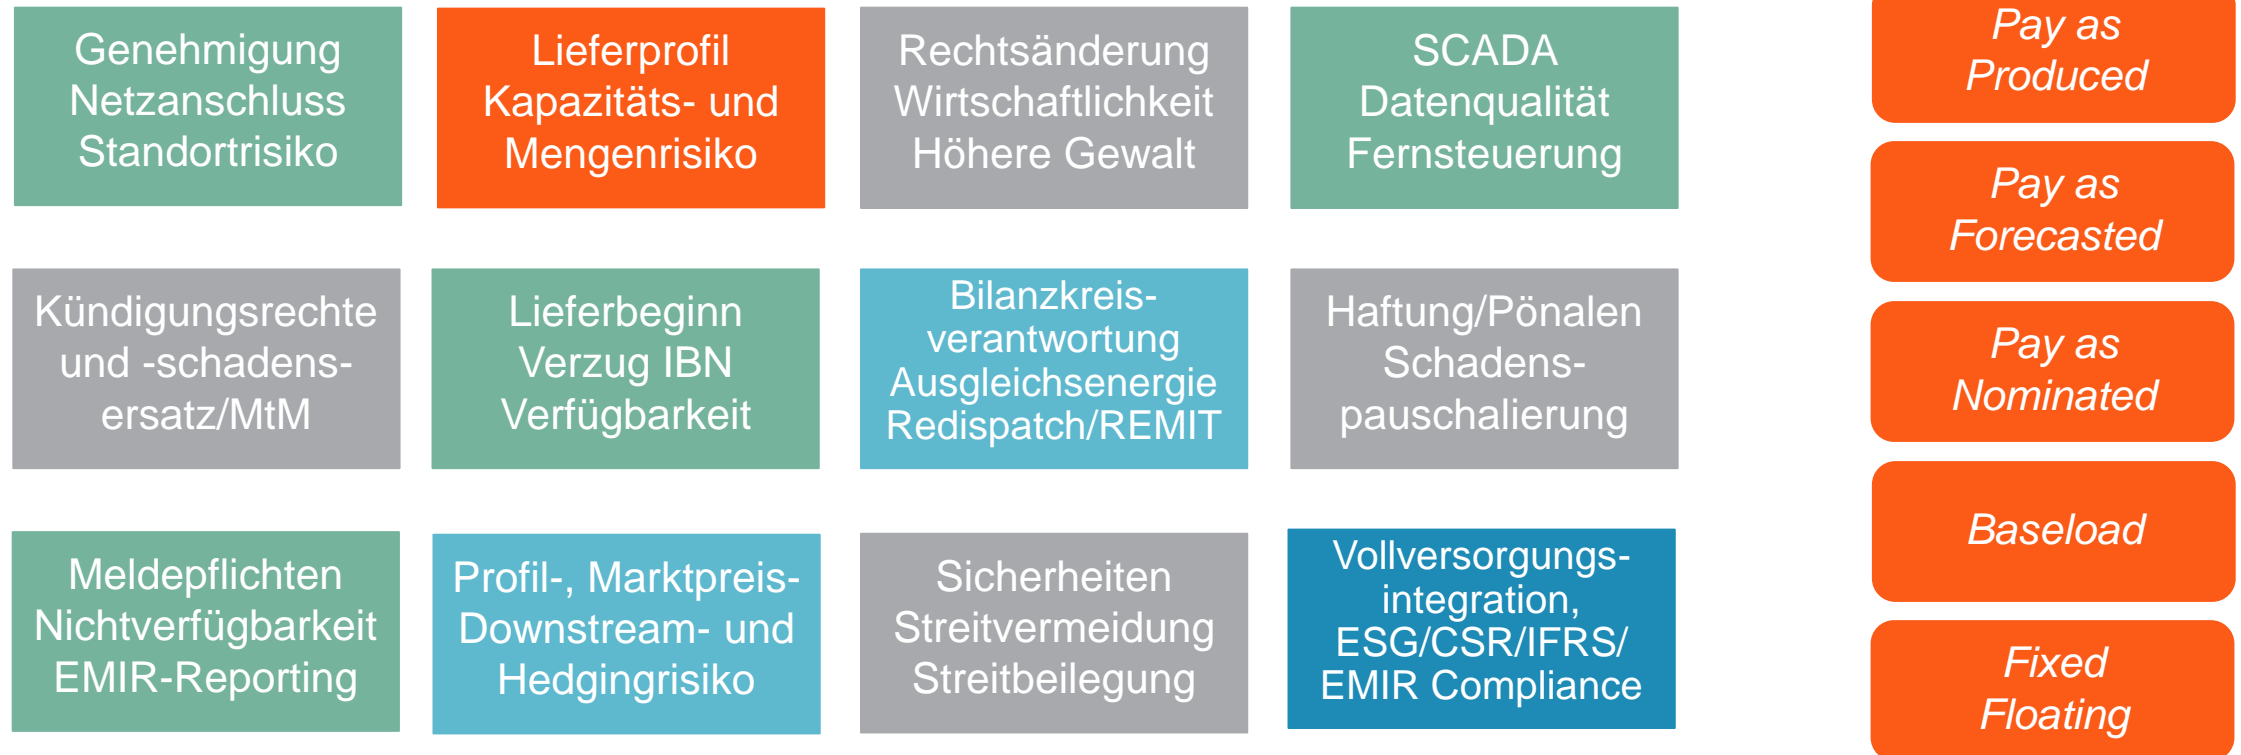 Genehmigung
Netzanschluss
Standortrisiko
Lieferprofil
Kapazitäts- und
Mengenrisiko
Rechtsänderung
Wirtschaftlichkeit
Höhere Gewalt
SCADA
Datenqualität
Fernsteuerung
Kündigungsrechte
und -schadens-
ersatz/MtM
Lieferbeginn
Verzug IBN
Verfügbarkeit
Bilanzkreis-
verantwortung
Ausgleichsenergie
Redispatch/REMIT
Haftung/Pönalen
Schadens-
pauschalierung
Meldepflichten
Nichtverfügbarkeit
EMIR-Reporting
Profil-, Marktpreis-
Downstream- und
Hedgingrisiko
Sicherheiten
Streitvermeidung
Streitbeilegung
Vollversorgungs-
integration,
ESG/CSR/IFRS/
EMIR Compliance
Pay as
Produced
Pay as
Forecasted
Pay as
Nominated
Baseload
Fixed
Floating